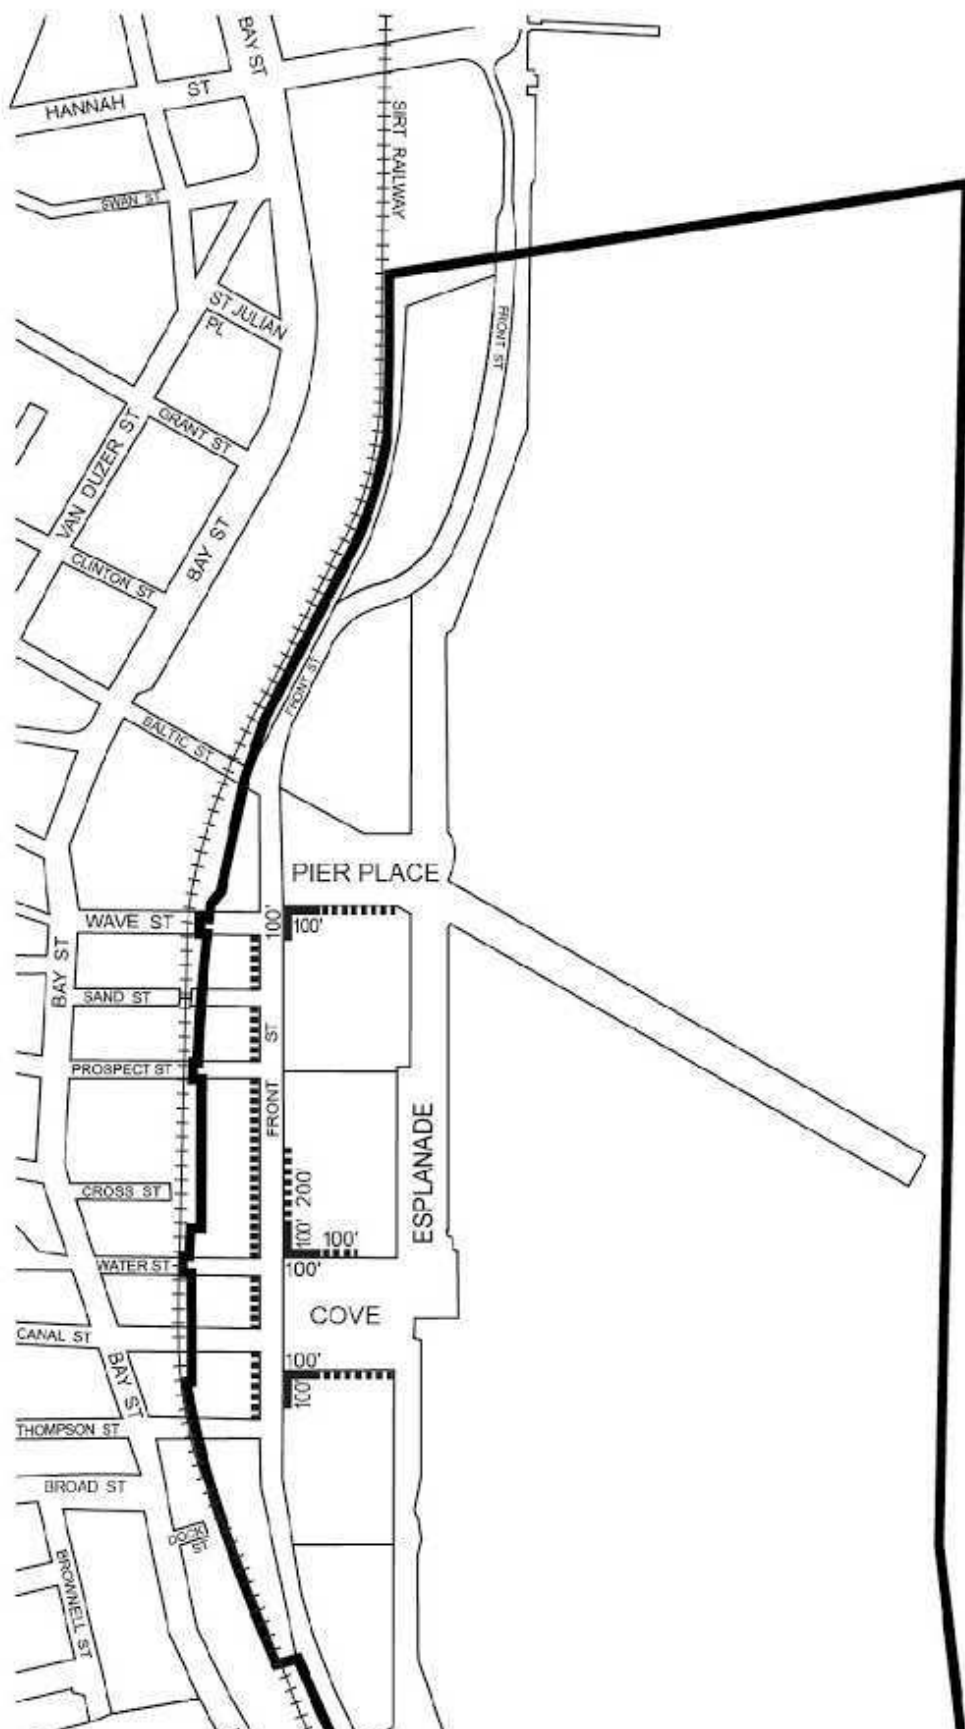 BAY ST
HANNAH ST
SIRT RAILWAY
SWAN ST
ST JULIAN
PL
FRONT ST
GRANT ST
VAN DUZER ST
BAY ST
CLINTON ST
FRONT ST
BALTIC ST
PIER PLACE
WAVE ST
100'
100'
BAY ST
SAND ST
ST
PROSPECT ST
FRONT
ESPLANADE
200'
CROSS ST
100'
100'
WATER ST
100'
COVE
CANAL ST
BAY ST
100'
100'
THOMPSON ST
BROAD ST
DOCK
ST
BROWNELL ST